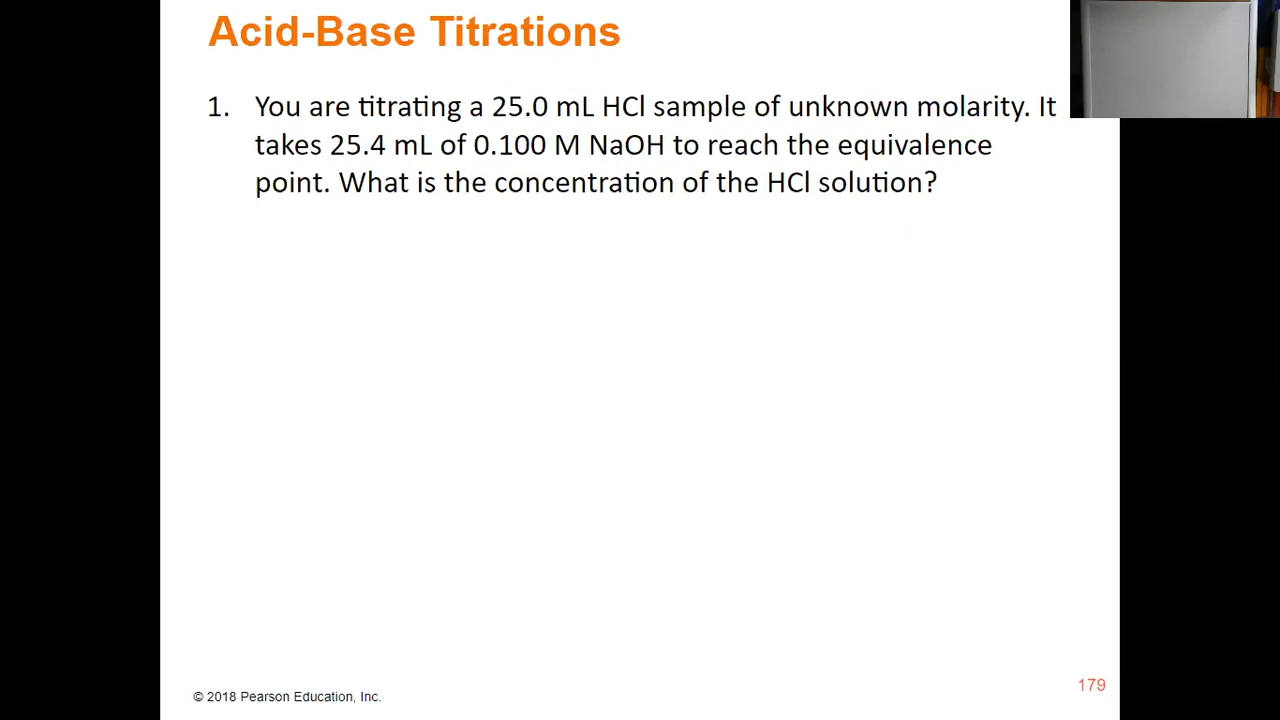 Acid-Base Titrations
1. You are titrating a 25.0 mL HCl sample of unknown molarity. It
takes 25.4 mL of 0.100 M NaOH to reach the equivalence
point. What is the concentration of the HCl solution?
179
© 2018 Pearson Education, Inc.